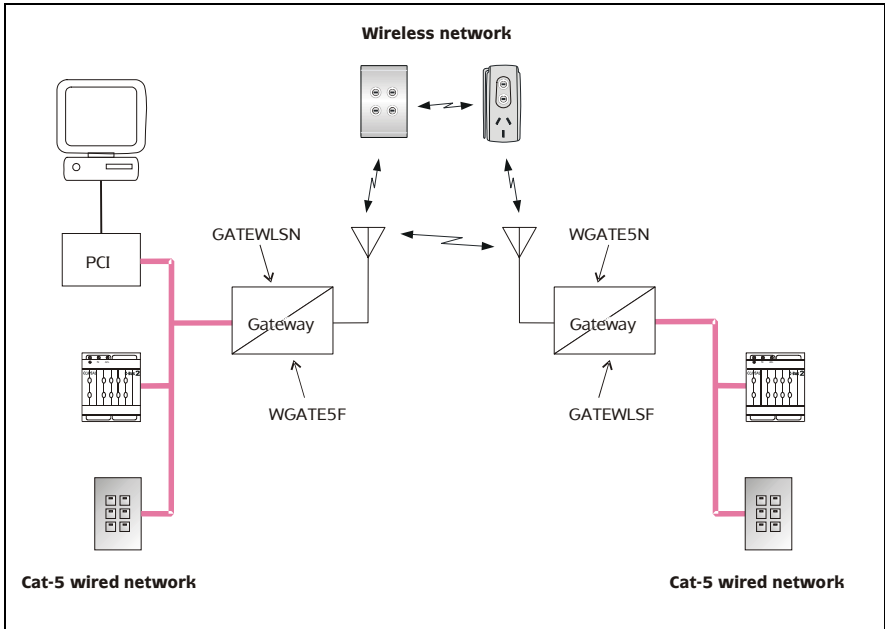 Wireless network
GATEWLSN
WGATE5N
PCI
Gateway
Gateway
WGATE5F
GATEWLSF
Cat-5 wired network
Cat-5 wired network